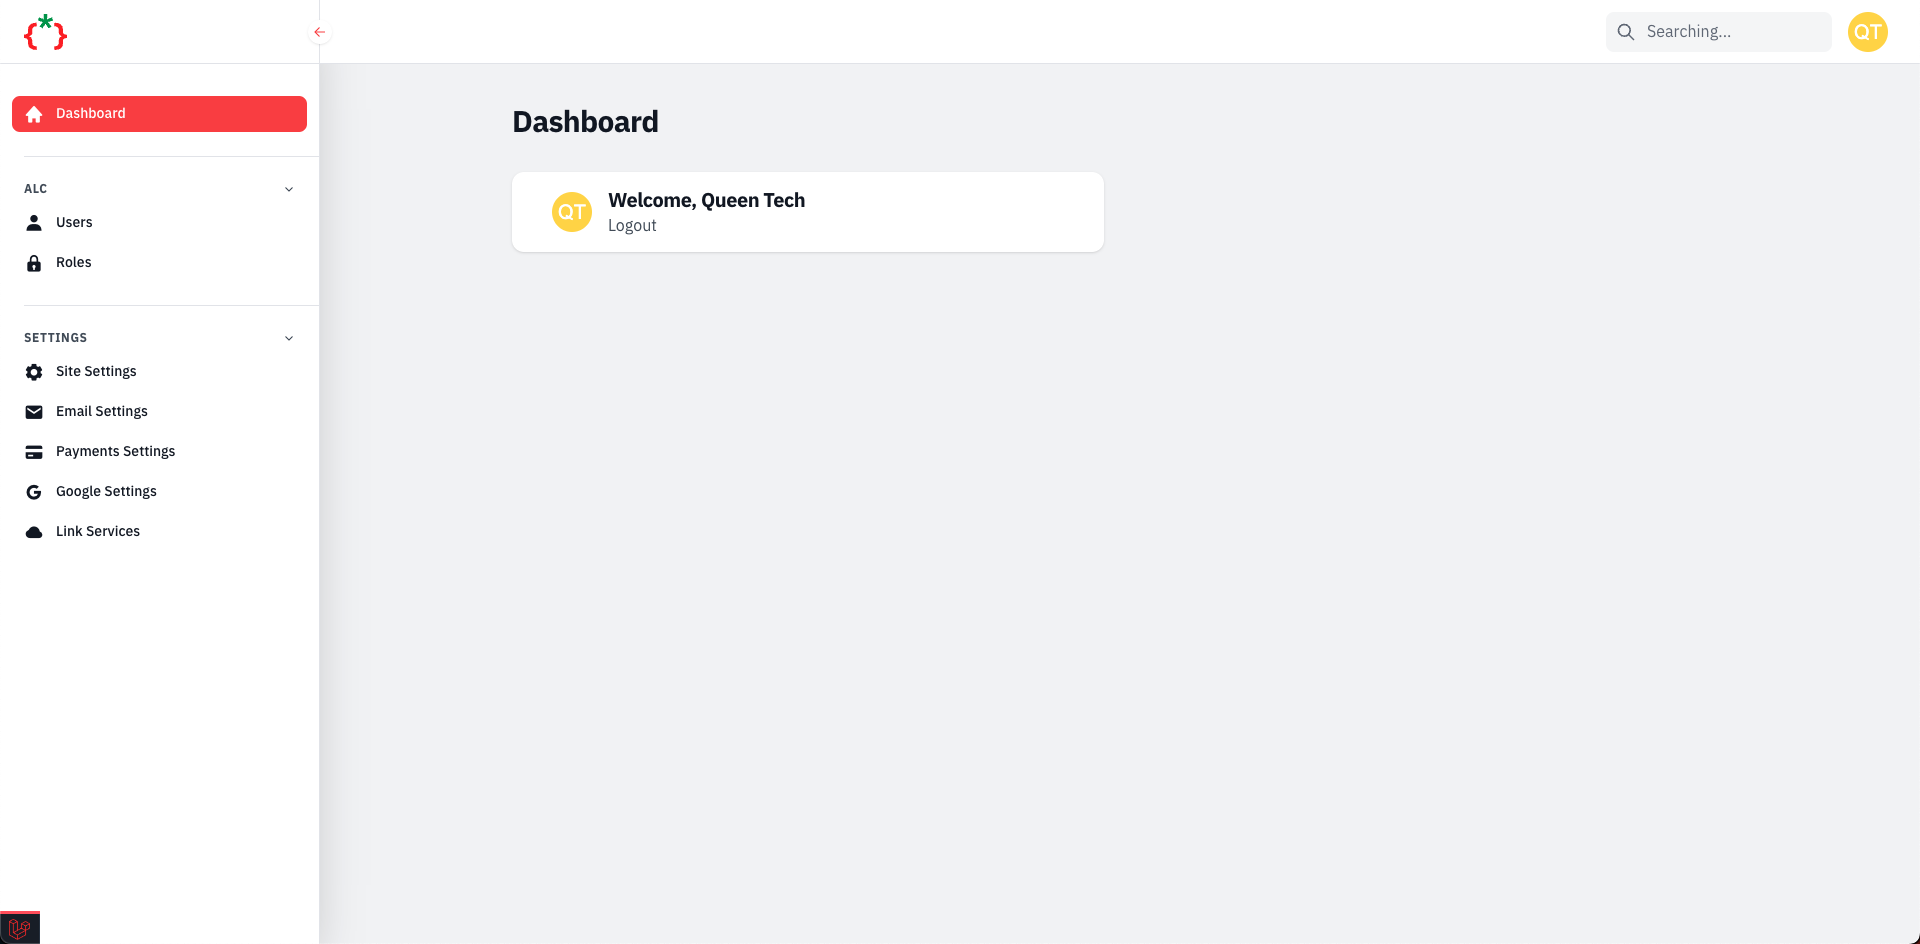 {*}
Searching...
QT
Dashboard
ALC
Users
Roles
SETTINGS
Site Settings
Email Settings
Payments Settings
Google Settings
Link Services
Dashboard
QT
Welcome, Queen Tech
Logout